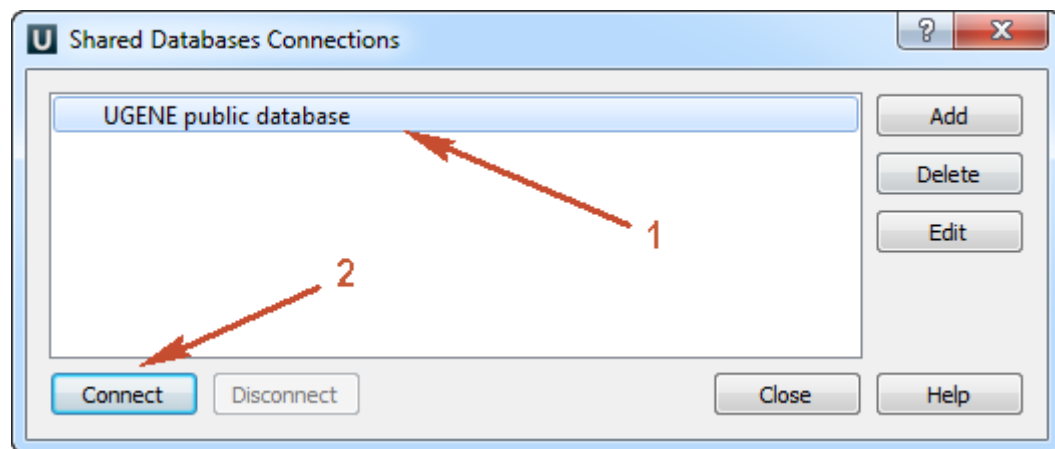 U Shared Databases Connections ? X
UGENE public database
Add
Delete
Edit
1
2
Connect
Disconnect
Close
Help